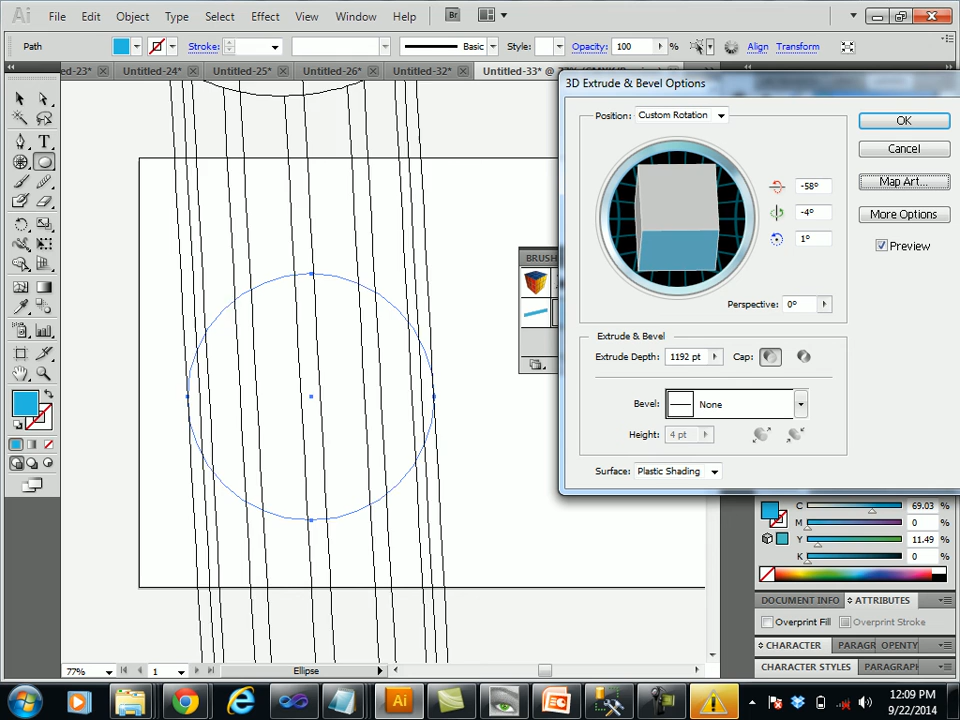 Ai File Edit Object Type Select Effect View Window Help Br
Path Stroke: Basic Style: Opacity: 100 % Align Transform
ed-23* Untitled-24* Untitled-25* Untitled-26* Untitled-32* Untitled-33* @
3D Extrude & Bevel Options
Position: Custom Rotation
OK
Cancel
-58°
Map Art...
-4°
More Options
1°
Preview
BRUSH
Perspective: 0°
Extrude & Bevel
Extrude Depth: 1192 pt Cap:
Bevel: None
Height: 4 pt
Surface: Plastic Shading
C 69.03 %
M 0 %
Y 11.49 %
K 0 %
DOCUMENT INFO ATTRIBUTES
Overprint Fill Overprint Stroke
CHARACTER PARAGR OPENTY
CHARACTER STYLES PARAGRAPH
77% 1 Ellipse
Ai
12:09 PM
9/22/2014